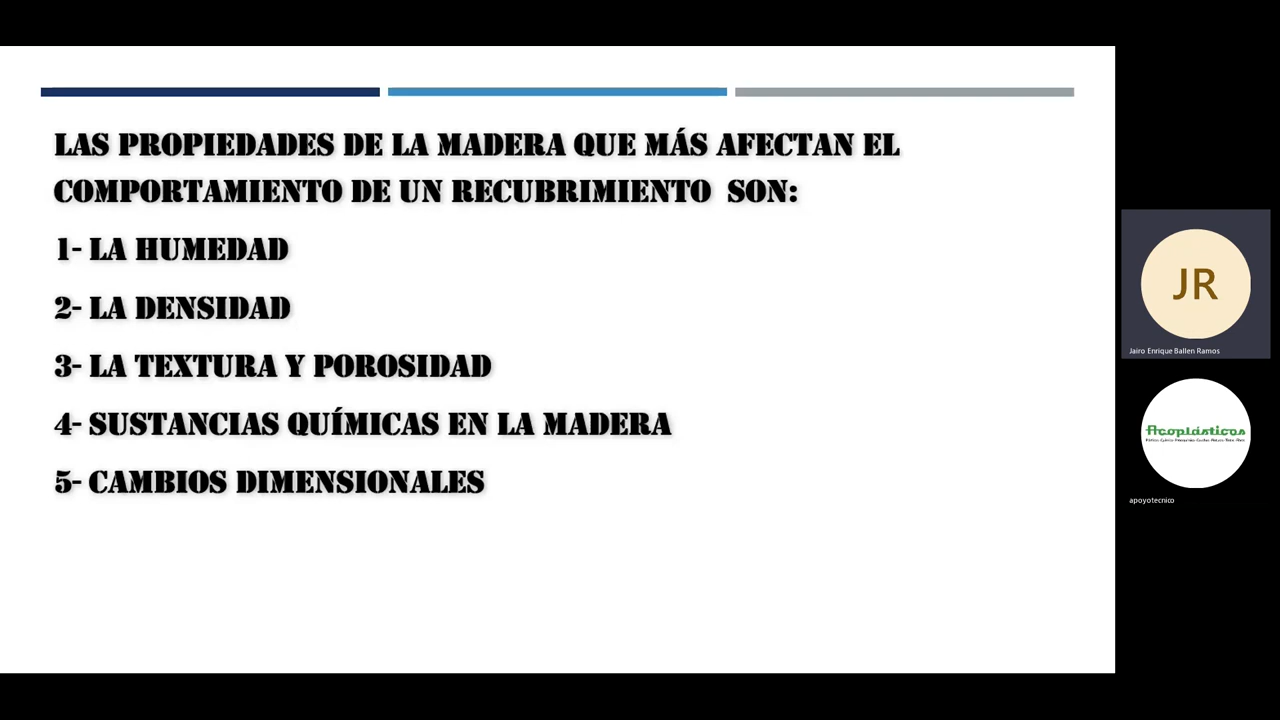 LAS PROPIEDADES DE LA MADERA QUE MÁS AFECTAN EL
COMPORTAMIENTO DE UN RECUBRIMIENTO SON:
1- LA HUMEDAD
2- LA DENSIDAD
3- LA TEXTURA Y POROSIDAD
4- SUSTANCIAS QUÍMICAS EN LA MADERA
5- CAMBIOS DIMENSIONALES
JR
Jairo Enrique Ballen Ramos
Acoplásticos
apoyotecnico